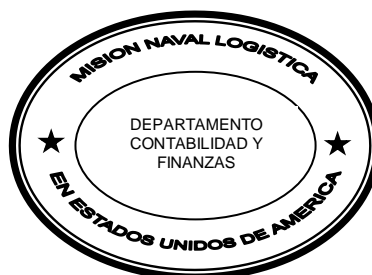 MISION NAVAL LOGISTICA
DEPARTAMENTO
CONTABILIDAD Y
FINANZAS
EN ESTADOS UNIDOS DE AMERICA